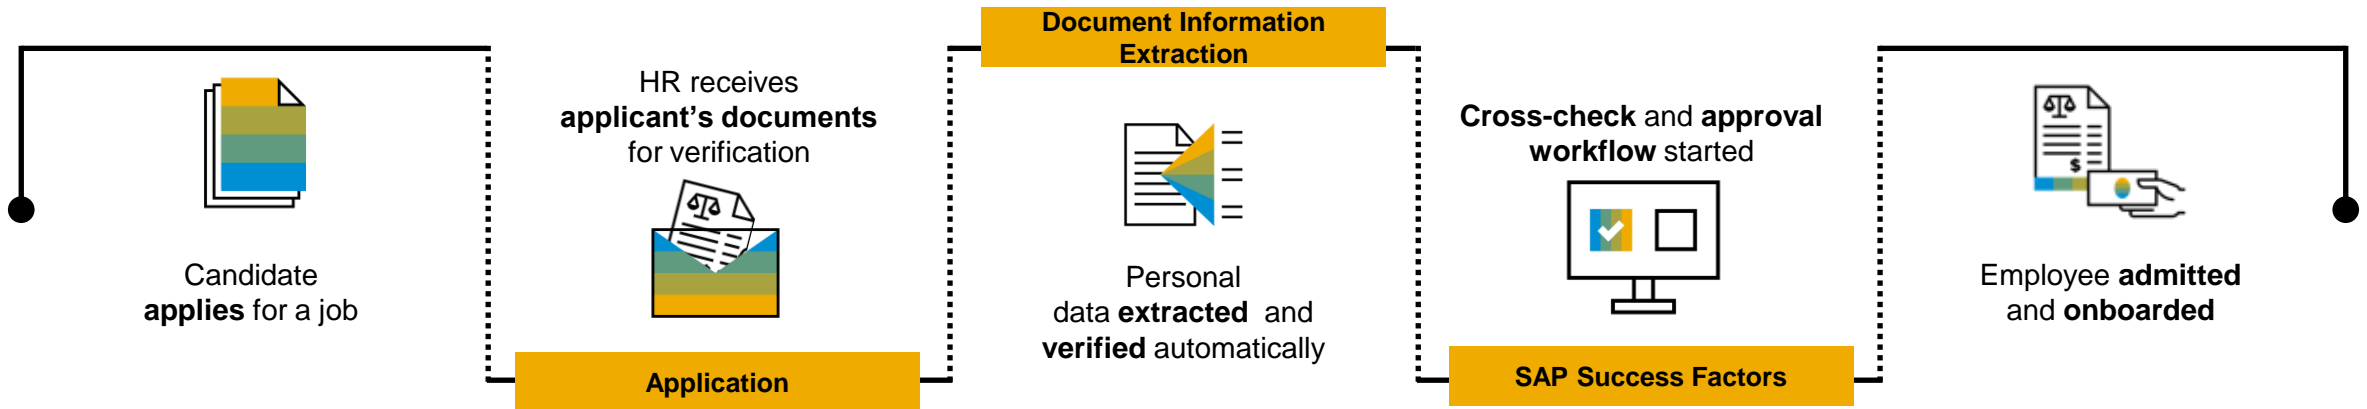 Candidate
applies for a job
HR receives
applicant’s documents
for verification
Application
Document Information
Extraction
Personal
data extracted and
verified automatically
Cross-check and approval
workflow started
SAP Success Factors
$
Employee admitted
and onboarded